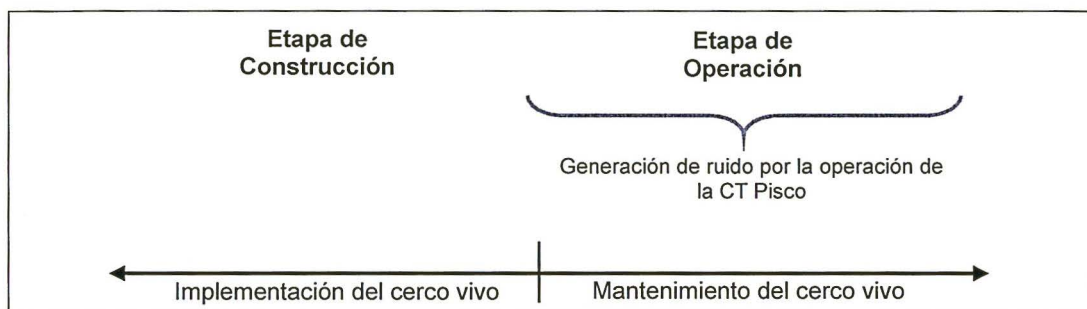 Etapa de
Construcción
Etapa de
Operación
Generación de ruido por la operación de
la CT Pisco
Implementación del cerco vivo
Mantenimiento del cerco vivo